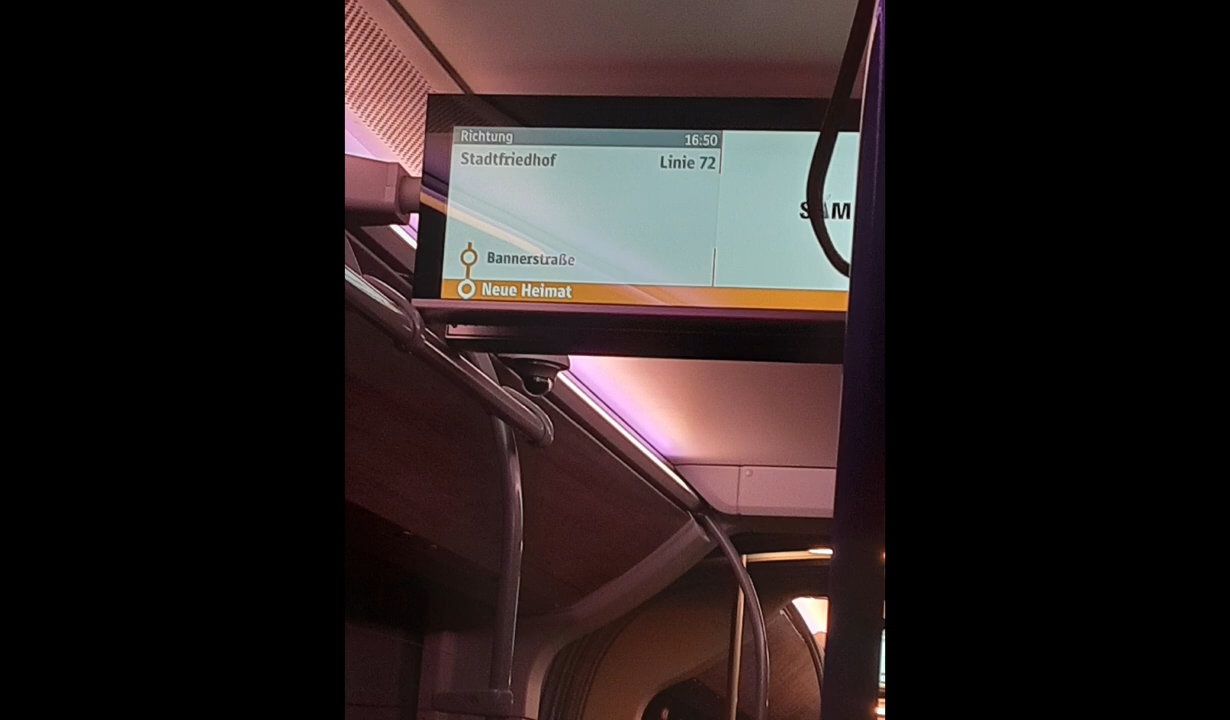 Richtung 16:50
Stadtfriedhof Linie 72
Bannerstraße
Neue Heimat